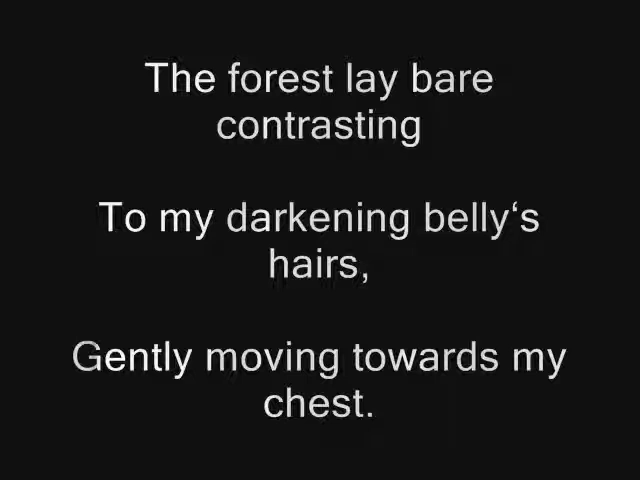 The forest lay bare
contrasting
To my darkening belly‘s
hairs,
Gently moving towards my
chest.